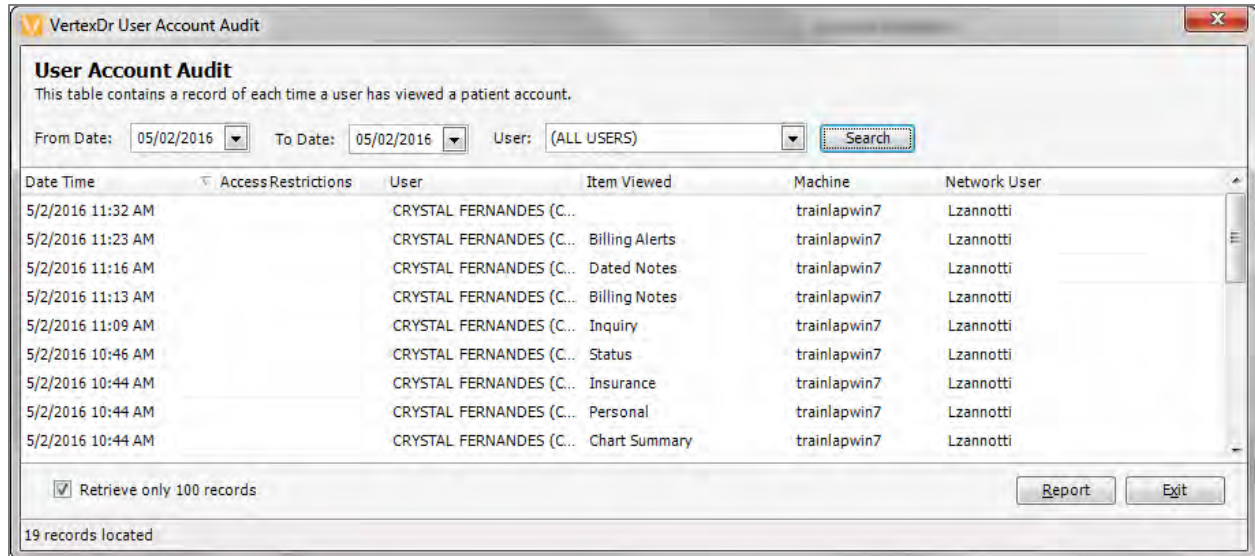 VertexDr User Account Audit
User Account Audit
This table contains a record of each time a user has viewed a patient account.
From Date: 05/02/2016 To Date: 05/02/2016 User: (ALL USERS) Search
Date Time Access Restrictions User Item Viewed Machine Network User
5/2/2016 11:32 AM CRYSTAL FERNANDES (C... trainlapwin7 Lzannotti
5/2/2016 11:23 AM CRYSTAL FERNANDES (C... Billing Alerts trainlapwin7 Lzannotti
5/2/2016 11:16 AM CRYSTAL FERNANDES (C... Dated Notes trainlapwin7 Lzannotti
5/2/2016 11:13 AM CRYSTAL FERNANDES (C... Billing Notes trainlapwin7 Lzannotti
5/2/2016 11:09 AM CRYSTAL FERNANDES (C... Inquiry trainlapwin7 Lzannotti
5/2/2016 10:46 AM CRYSTAL FERNANDES (C... Status trainlapwin7 Lzannotti
5/2/2016 10:44 AM CRYSTAL FERNANDES (C... Insurance trainlapwin7 Lzannotti
5/2/2016 10:44 AM CRYSTAL FERNANDES (C... Personal trainlapwin7 Lzannotti
5/2/2016 10:44 AM CRYSTAL FERNANDES (C... Chart Summary trainlapwin7 Lzannotti
Retrieve only 100 records Report Exit
19 records located